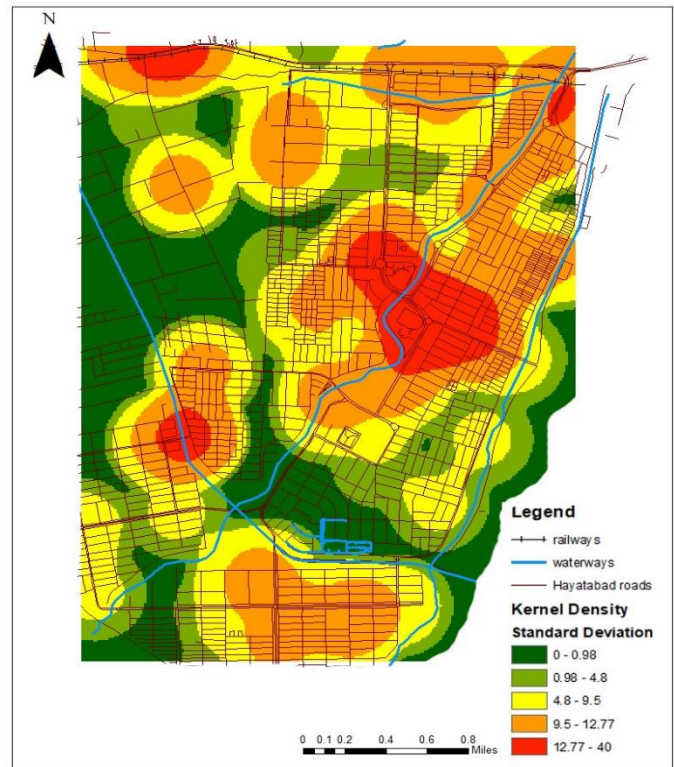 N
Legend
railways
waterways
Hayatabad roads
Kernel Density
Standard Deviation
0 - 0.98
0.98 - 4.8
4.8 - 9.5
9.5 - 12.77
12.77 - 40
0 0.1 0.2 0.4 0.6 0.8
Miles